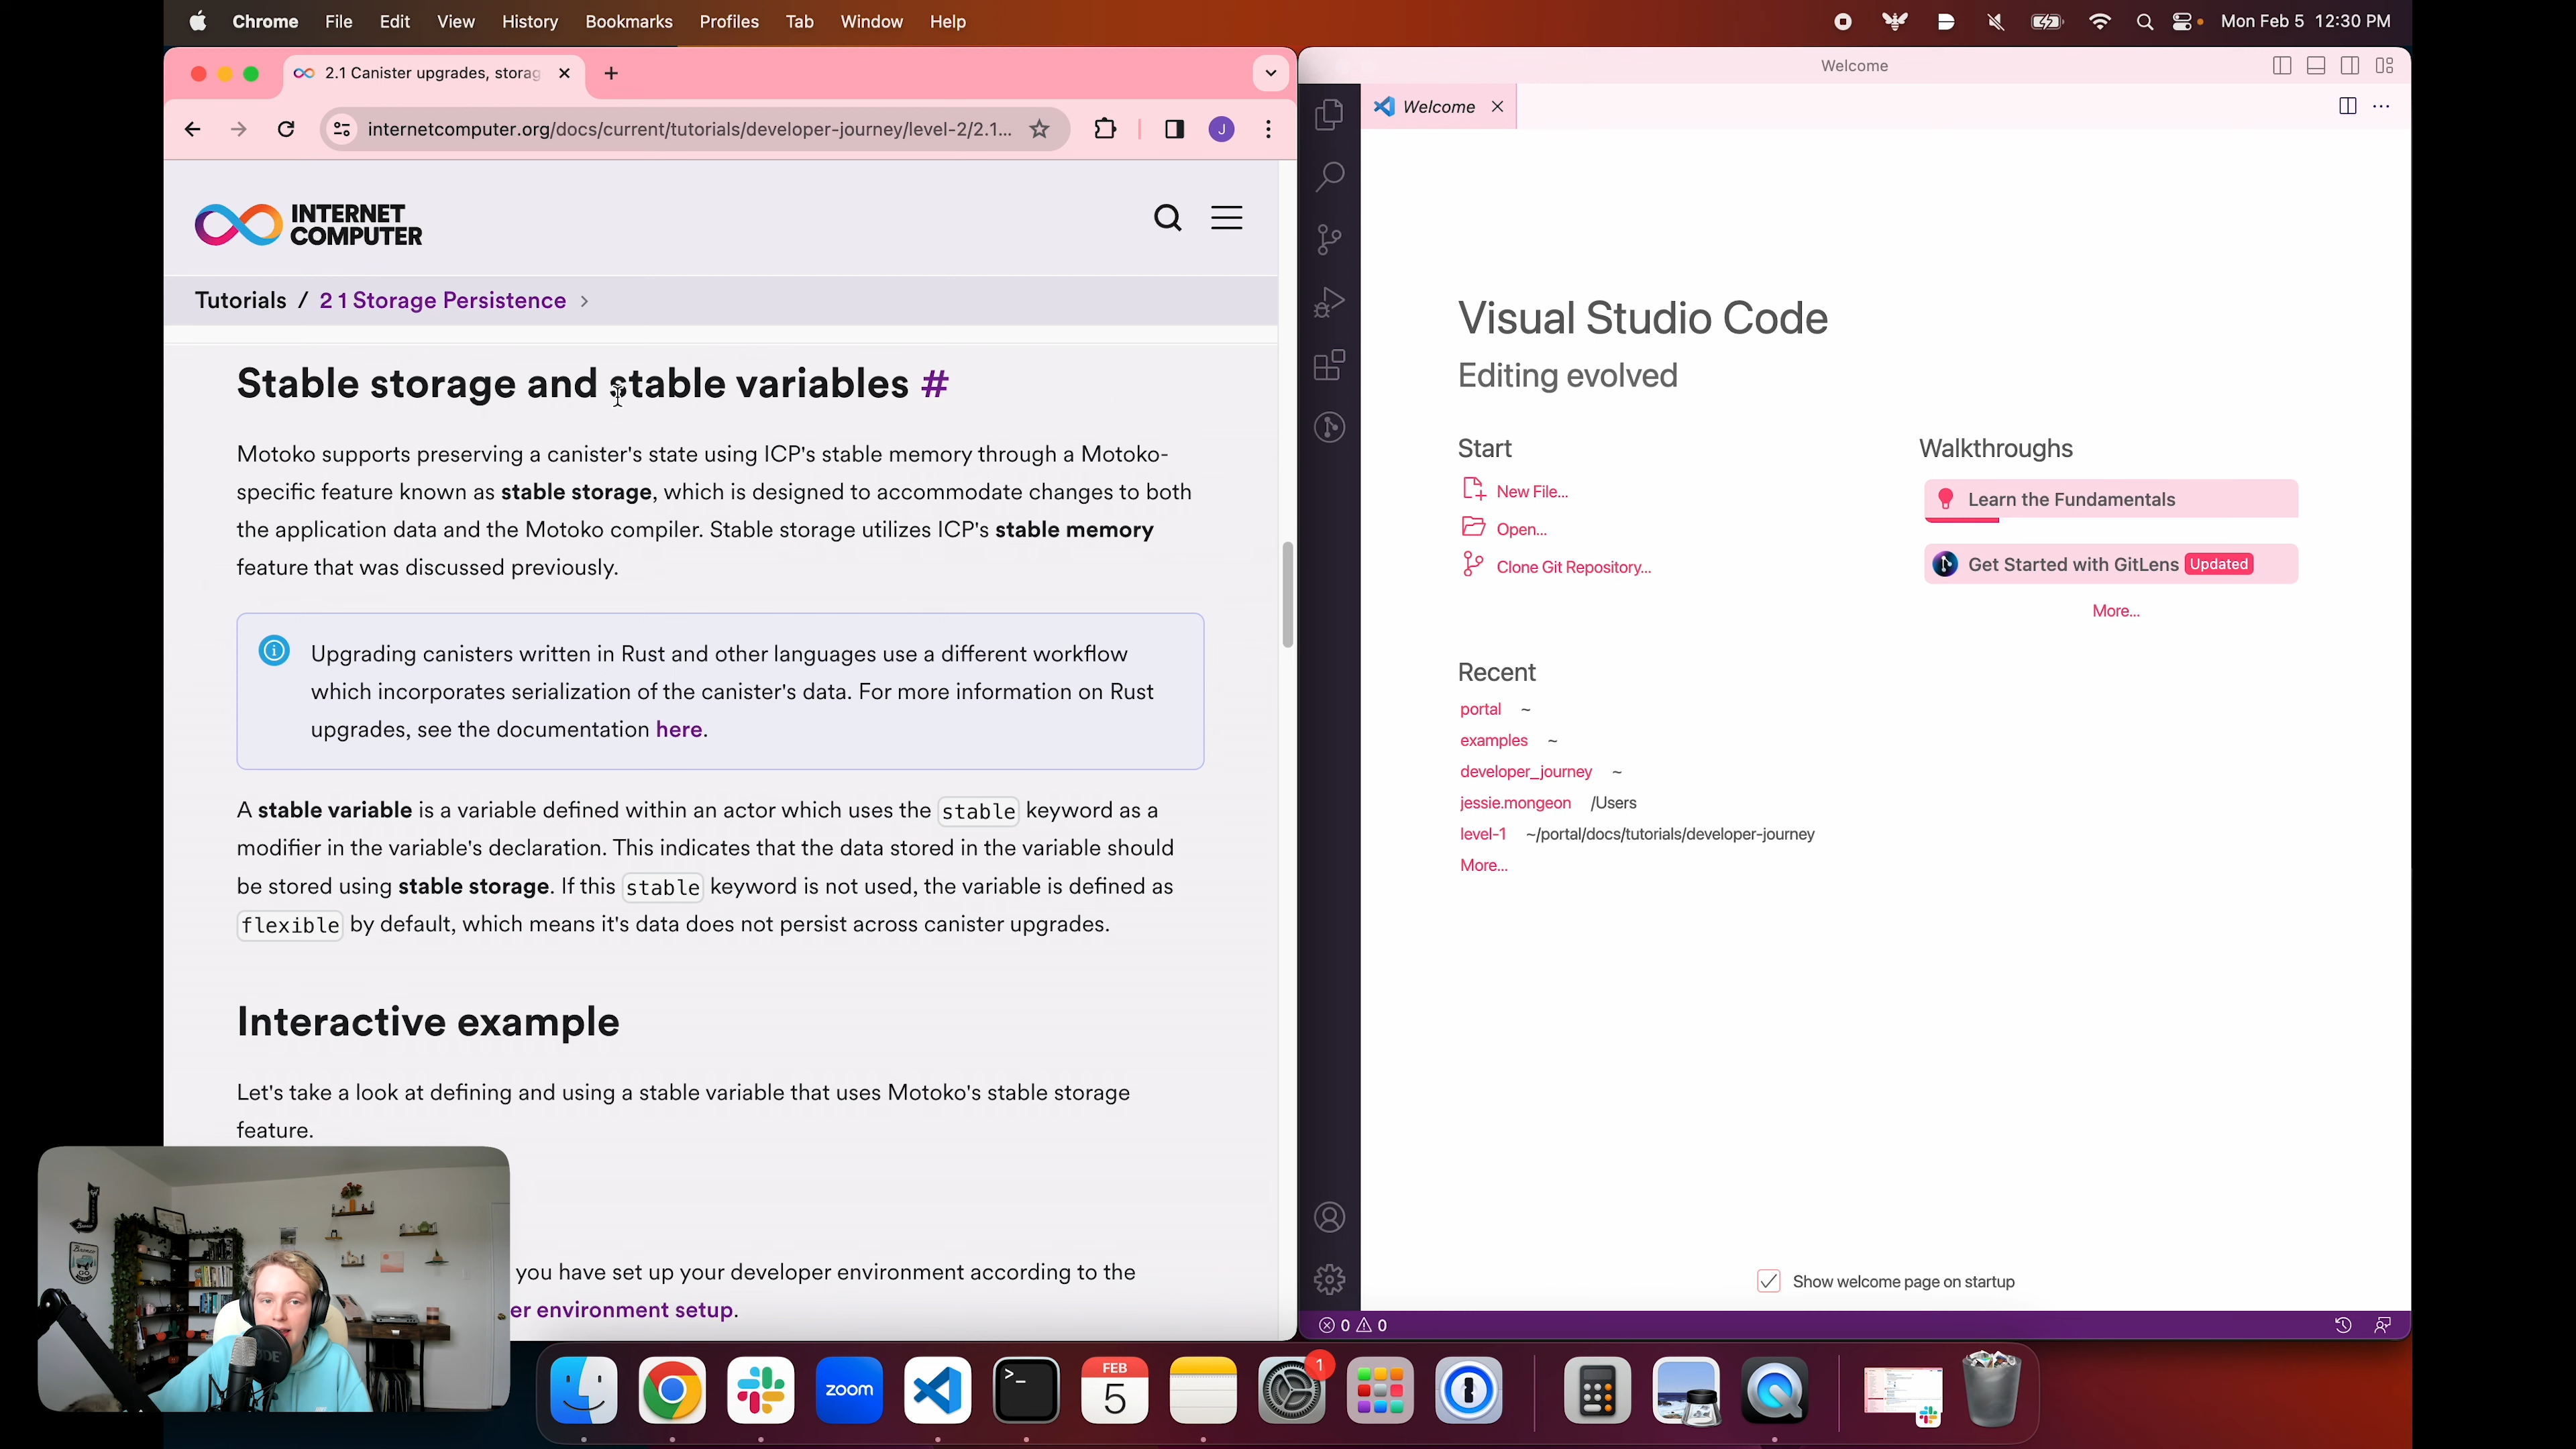 Chrome File Edit View History Bookmarks Profiles Tab Window Help
Mon Feb 5 12:30 PM
2.1 Canister upgrades, storag
internetcomputer.org/docs/current/tutorials/developer-journey/level-2/2.1...
J
INTERNET
COMPUTER
Tutorials / 2 1 Storage Persistence >
Stable storage and stable variables #
Motoko supports preserving a canister's state using ICP's stable memory through a Motoko-
specific feature known as stable storage, which is designed to accommodate changes to both
the application data and the Motoko compiler. Stable storage utilizes ICP's stable memory
feature that was discussed previously.
Upgrading canisters written in Rust and other languages use a different workflow
which incorporates serialization of the canister's data. For more information on Rust
upgrades, see the documentation here.
A stable variable is a variable defined within an actor which uses the stable keyword as a
modifier in the variable's declaration. This indicates that the data stored in the variable should
be stored using stable storage. If this stable keyword is not used, the variable is defined as
flexible by default, which means it's data does not persist across canister upgrades.
Interactive example
Let's take a look at defining and using a stable variable that uses Motoko's stable storage
feature.
you have set up your developer environment according to the
er environment setup.
Welcome
Welcome
Visual Studio Code
Editing evolved
Start
New File...
Open...
Clone Git Repository...
Walkthroughs
Learn the Fundamentals
Get Started with GitLens Updated
More...
Recent
portal ~
examples ~
developer_journey ~
jessie.mongeon /Users
level-1 ~/portal/docs/tutorials/developer-journey
More...
Show welcome page on startup
0 0
zoom
FEB
5
1